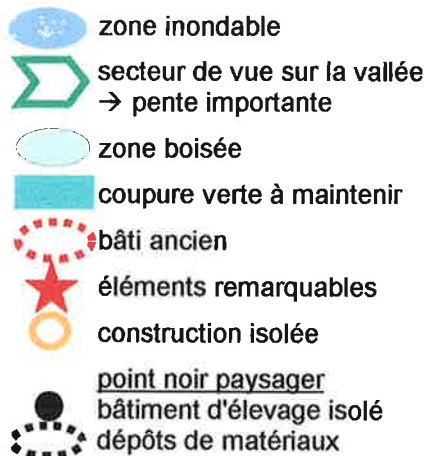 zone inondable
secteur de vue sur la vallée
→ pente importante
zone boisée
coupure verte à maintenir
bâti ancien
éléments remarquables
construction isolée
point noir paysager
bâtiment d'élevage isolé
dépôts de matériaux